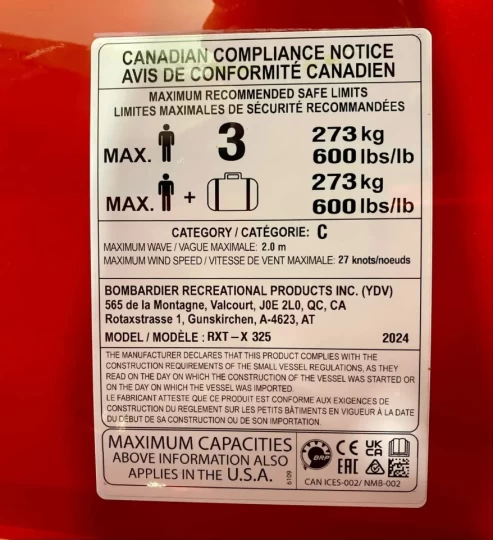 CANADIAN COMPLIANCE NOTICE
AVIS DE CONFORMITÉ CANADIEN
MAXIMUM RECOMMENDED SAFE LIMITS
LIMITES MAXIMALES DE SÉCURITÉ RECOMMANDÉES
MAX. 3 273 kg
600 lbs/lb
MAX. + 273 kg
600 lbs/lb
CATEGORY / CATÉGORIE: C
MAXIMUM WAVE / VAGUE MAXIMALE: 2.0 m
MAXIMUM WIND SPEED / VITESSE DE VENT MAXIMALE: 27 knots/noeuds
BOMBARDIER RECREATIONAL PRODUCTS INC. (YDV)
565 de la Montagne, Valcourt, J0E 2L0, QC, CA
Rotaxstrasse 1, Gunskirchen, A-4623, AT
MODEL / MODÈLE : RXT – X 325 2024
THE MANUFACTURER DECLARES THAT THIS PRODUCT COMPLIES WITH THE
CONSTRUCTION REQUIREMENTS OF THE SMALL VESSEL REGULATIONS, AS THEY
READ ON THE DAY ON WHICH THE CONSTRUCTION OF THE VESSEL WAS STARTED OR
ON THE DAY ON WHICH THE VESSEL WAS IMPORTED.
LE FABRICANT ATTESTE QUE CE PRODUIT EST CONFORME AUX EXIGENCES DE
CONSTRUCTION DU REGLEMENT SUR LES PETITS BÂTIMENTS EN VIGUEUR À LA DATE
DU DÉBUT DE SA CONSTRUCTION OU DE SON IMPORTATION.
MAXIMUM CAPACITIES
ABOVE INFORMATION ALSO
APPLIES IN THE U.S.A.
6109
BRP
CE UK CA
EAC
CAN ICES-002/ NMB-002